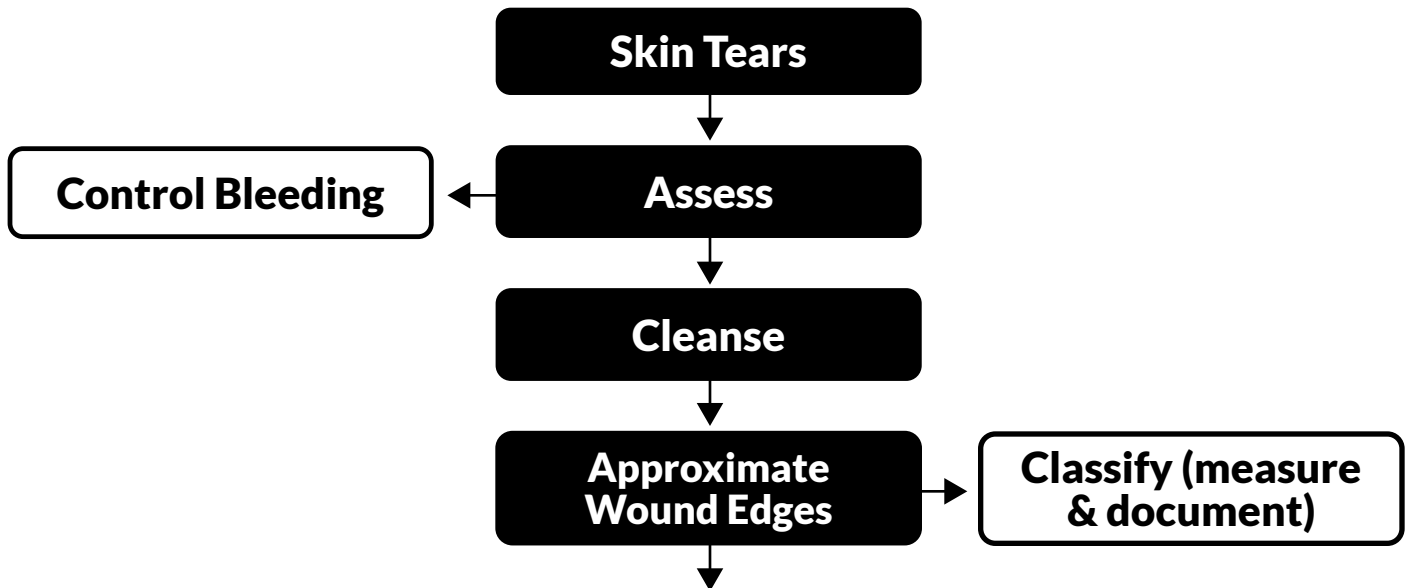 Skin Tears
Control Bleeding
Assess
Cleanse
Approximate
Wound Edges
Classify (measure
& document)